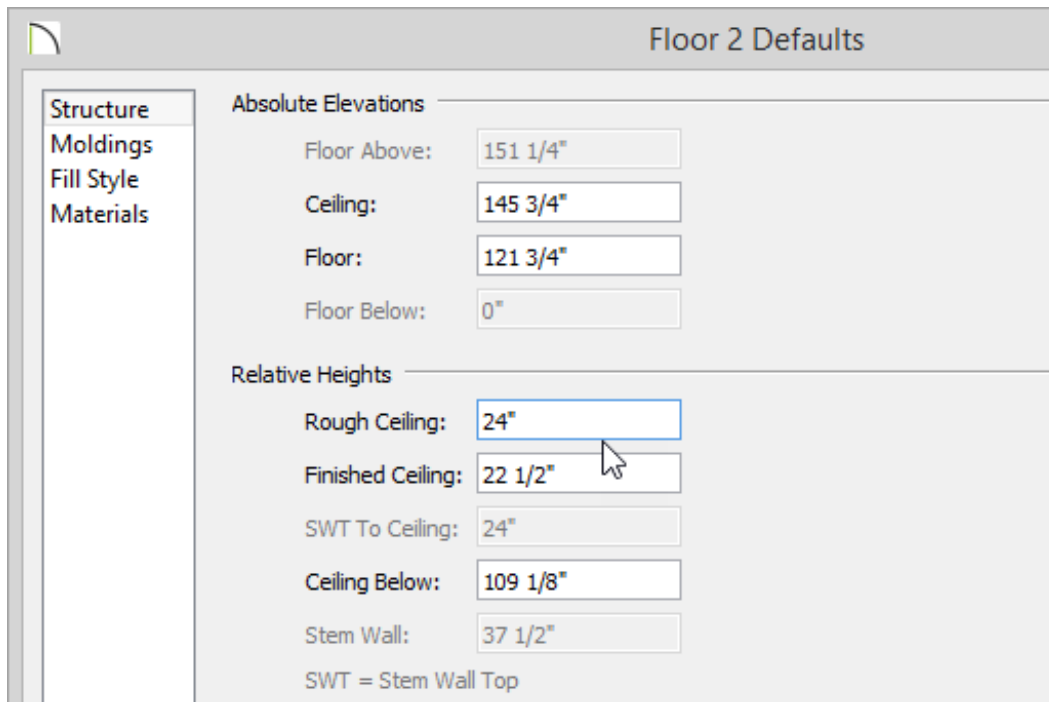 Floor 2 Defaults
Structure
Moldings
Fill Style
Materials
Absolute Elevations
Floor Above: 151 1/4"
Ceiling: 145 3/4"
Floor: 121 3/4"
Floor Below: 0"
Relative Heights
Rough Ceiling: 24"
Finished Ceiling: 22 1/2"
SWT To Ceiling: 24"
Ceiling Below: 109 1/8"
Stem Wall: 37 1/2"
SWT = Stem Wall Top